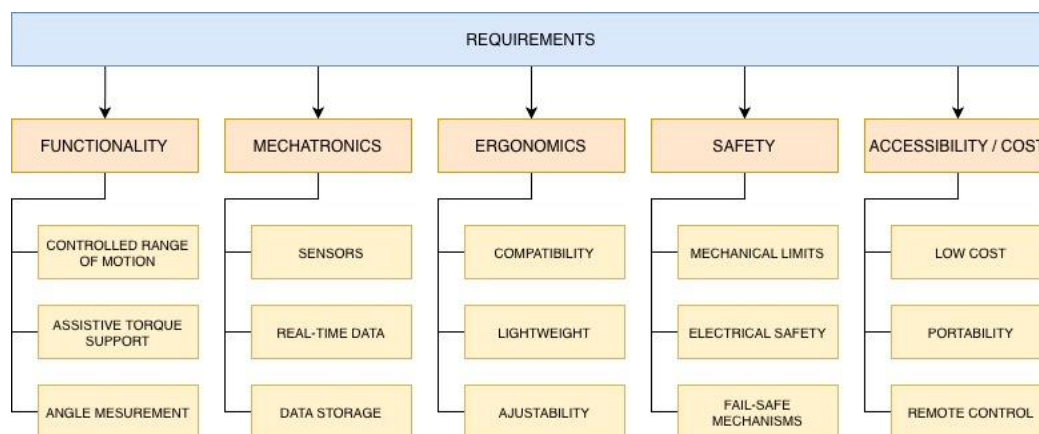 REQUIREMENTS
FUNCTIONALITY
MECHATRONICS
ERGONOMICS
SAFETY
ACCESSIBILITY / COST
CONTROLLED RANGE
OF MOTION
SENSORS
COMPATIBILITY
MECHANICAL LIMITS
LOW COST
ASSISTIVE TORQUE
SUPPORT
REAL-TIME DATA
LIGHTWEIGHT
ELECTRICAL SAFETY
PORTABILITY
ANGLE MESUREMENT
DATA STORAGE
AJUSTABILITY
FAIL-SAFE
MECHANISMS
REMOTE CONTROL